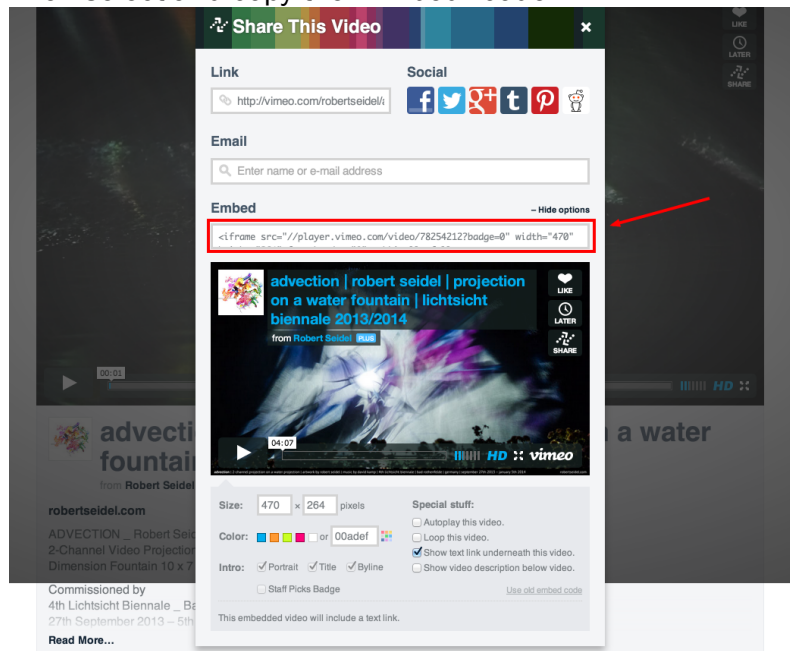 Share This Video
LIKE
LATER
SHARE
Link
Social
http://vimeo.com/robertseidel/
Email
Enter name or e-mail address
Embed
– Hide options
<iframe src="//player.vimeo.com/video/78254212?badge=0" width="470"
advection | robert seidel | projection
on a water fountain | lichtsicht
biennale 2013/2014
from Robert Seidel PLUS
LIKE
LATER
SHARE
00:01
HD
04:07
HD vimeo
advecti
a water
fountai
from Robert Seidel
Size: 470 × 264 pixels
Color: or 00adef
Intro: Portrait Title Byline
Staff Picks Badge
Special stuff:
Autoplay this video.
Loop this video.
Show text link underneath this video.
Show video description below video.
Use old embed code
This embedded video will include a text link.
robertseidel.com
ADVECTION _ Robert Seid
2-Channel Video Projection
Dimension Fountain 10 x 7
Commissioned by
4th Lichtsicht Biennale _ Ba
27th September 2013 – 5th
Read More...